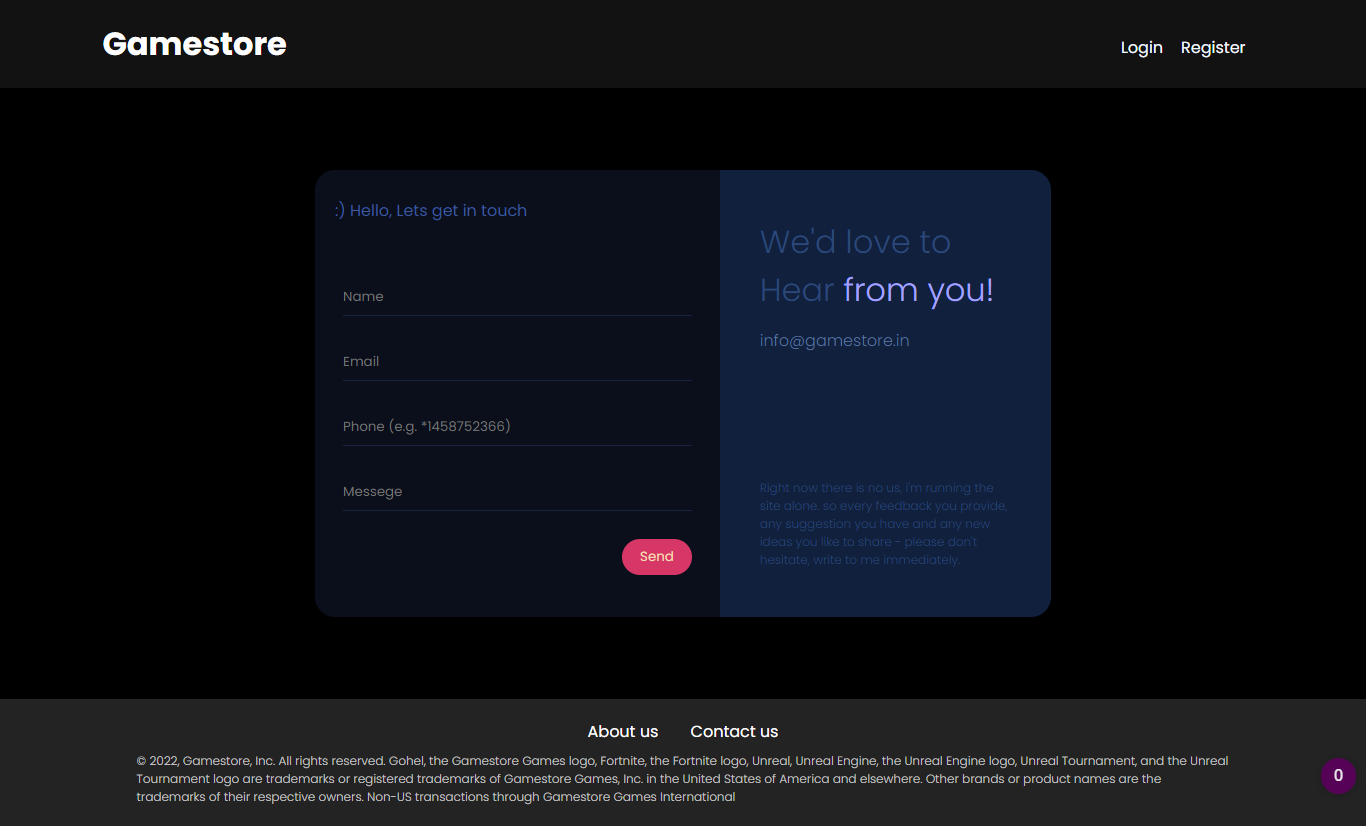 Gamestore
Login Register
:) Hello, Lets get in touch
Name
Email
Phone (e.g. *1458752366)
Messege
Send
We'd love to
Hear from you!
info@gamestore.in
Right now there is no us, i'm running the
site alone. so every feedback you provide,
any suggestion you have and any new
ideas you like to share - please don't
hesitate, write to me immediately.
About us Contact us
© 2022, Gamestore, Inc. All rights reserved. Gohel, the Gamestore Games logo, Fortnite, the Fortnite logo, Unreal, Unreal Engine, the Unreal Engine logo, Unreal Tournament, and the Unreal
Tournament logo are trademarks or registered trademarks of Gamestore Games, Inc. in the United States of America and elsewhere. Other brands or product names are the
trademarks of their respective owners. Non-US transactions through Gamestore Games International
0